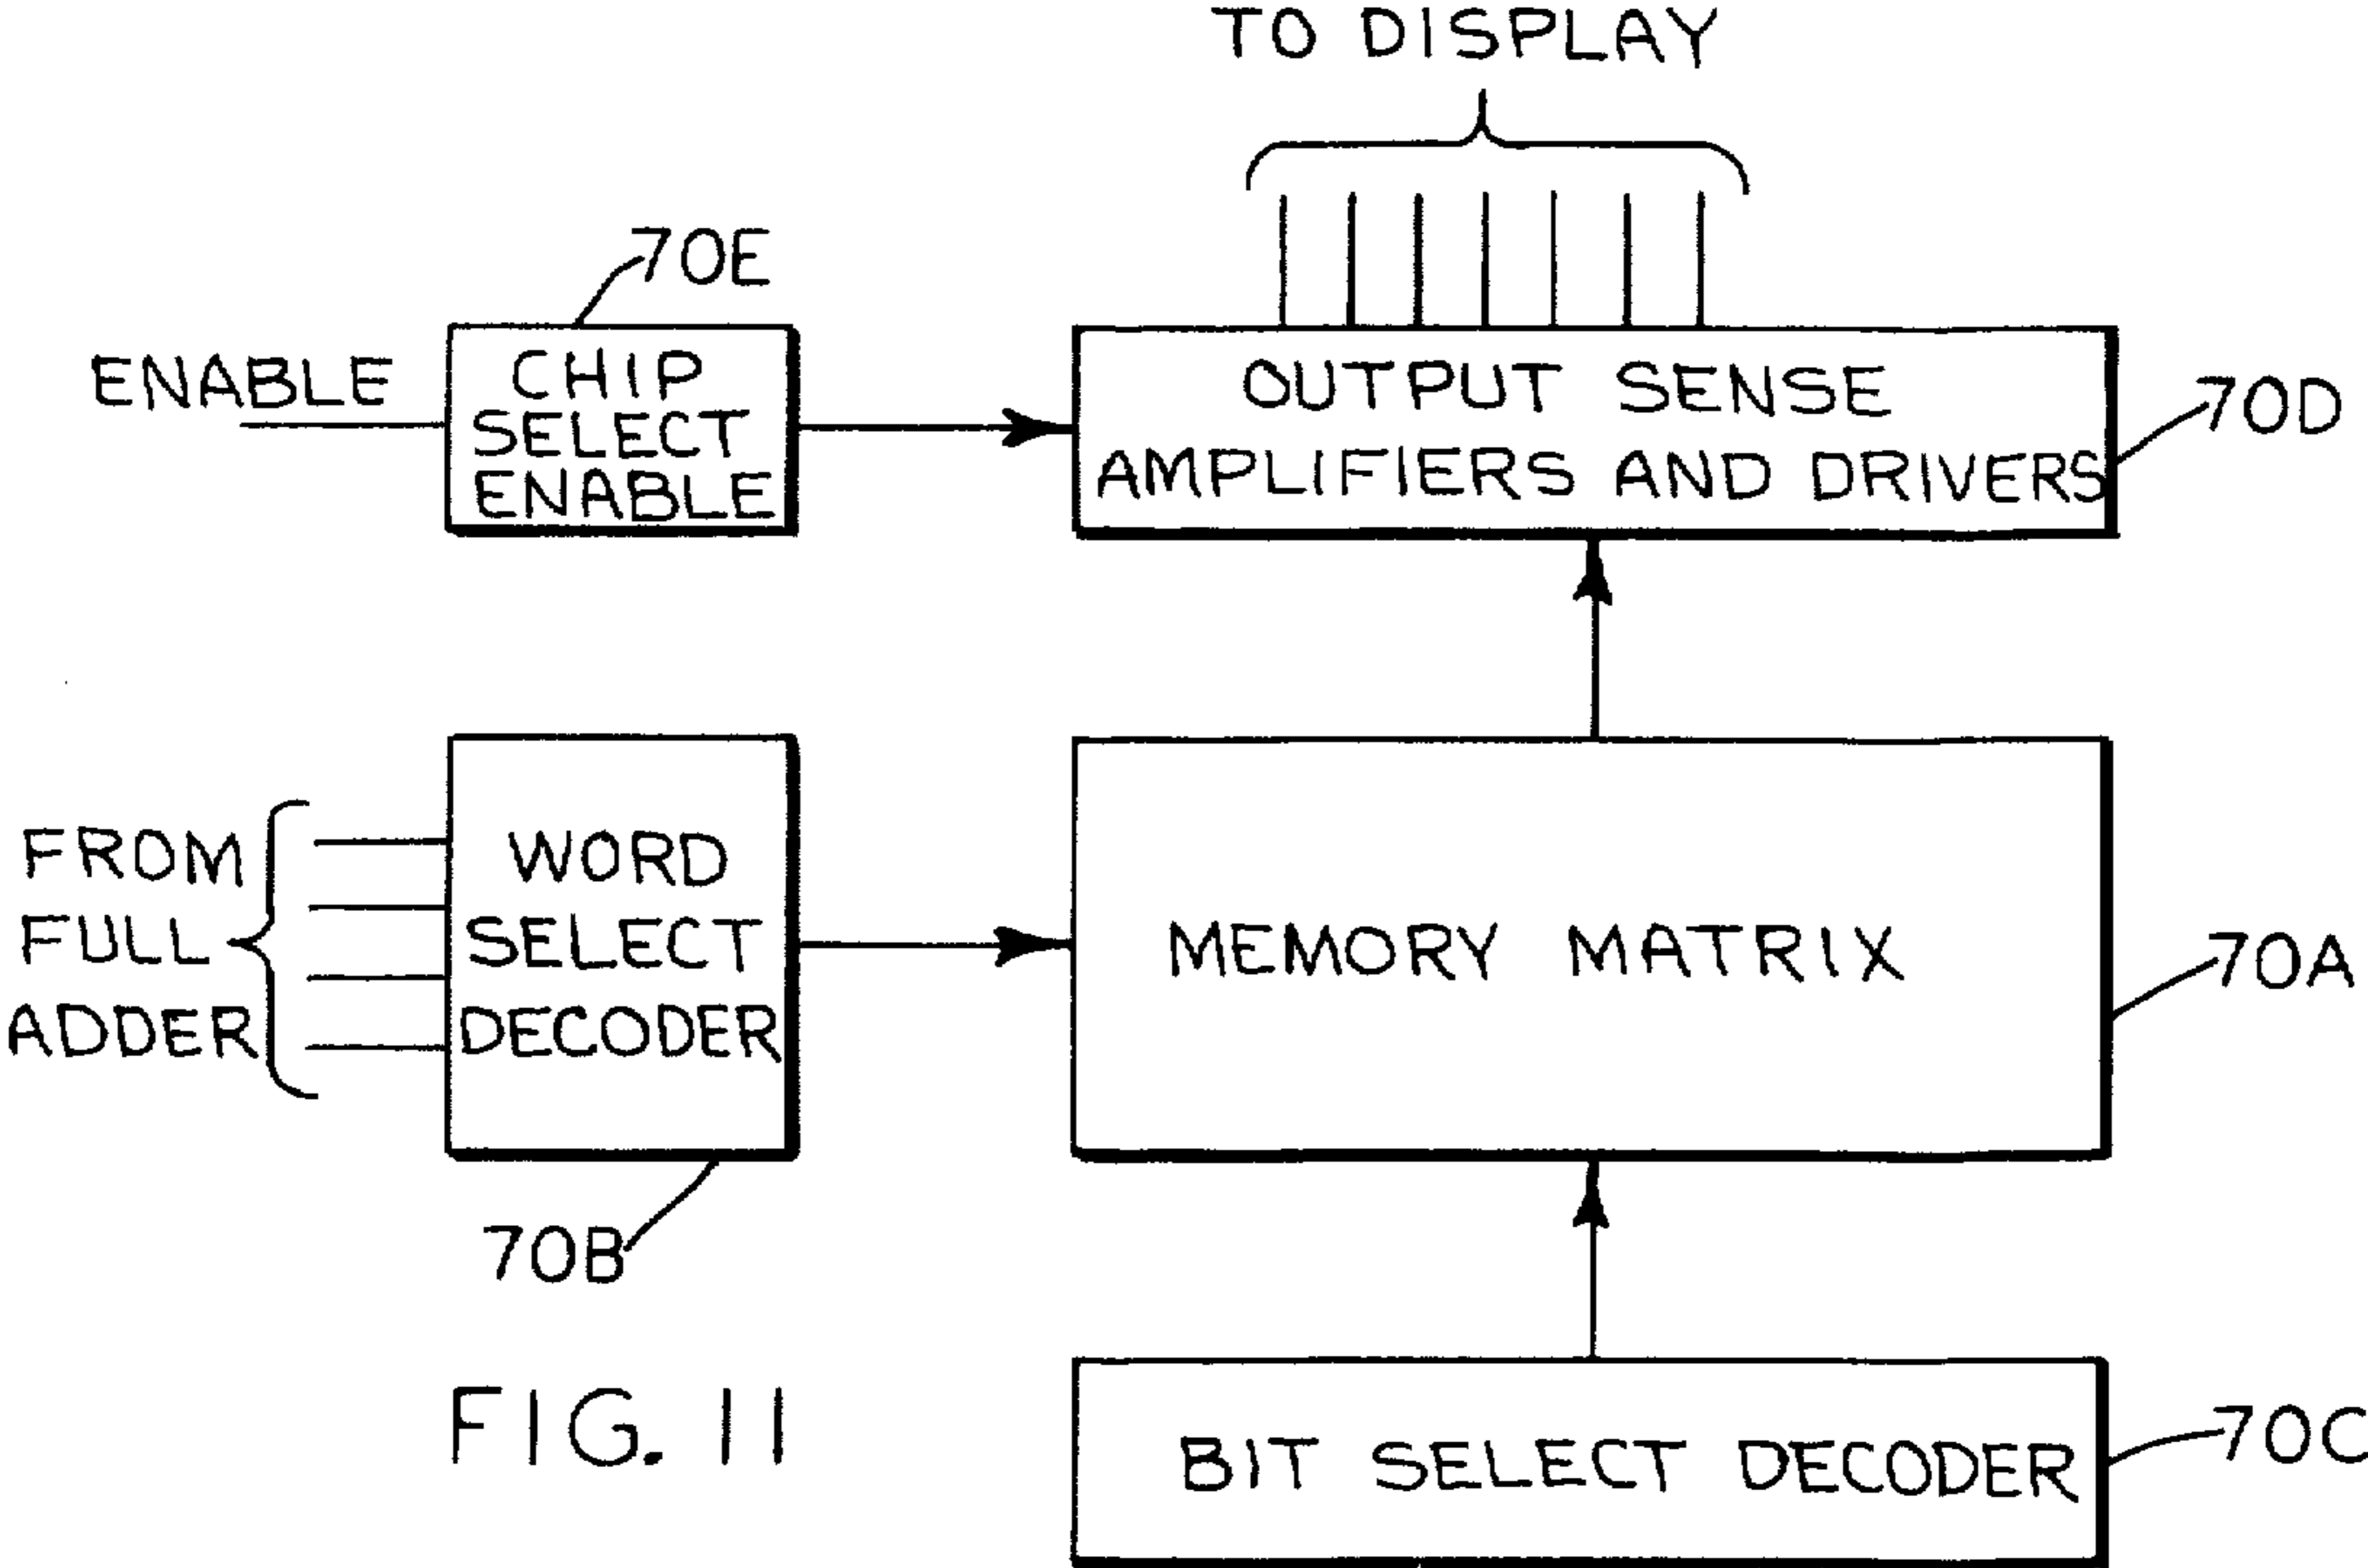 TO DISPLAY
70E
ENABLE
CHIP
SELECT
ENABLE
OUTPUT SENSE
AMPLIFIERS AND DRIVERS
70D
FROM
FULL
ADDER
WORD
SELECT
DECODER
MEMORY MATRIX
70A
70B
FIG. 11
BIT SELECT DECODER
70C